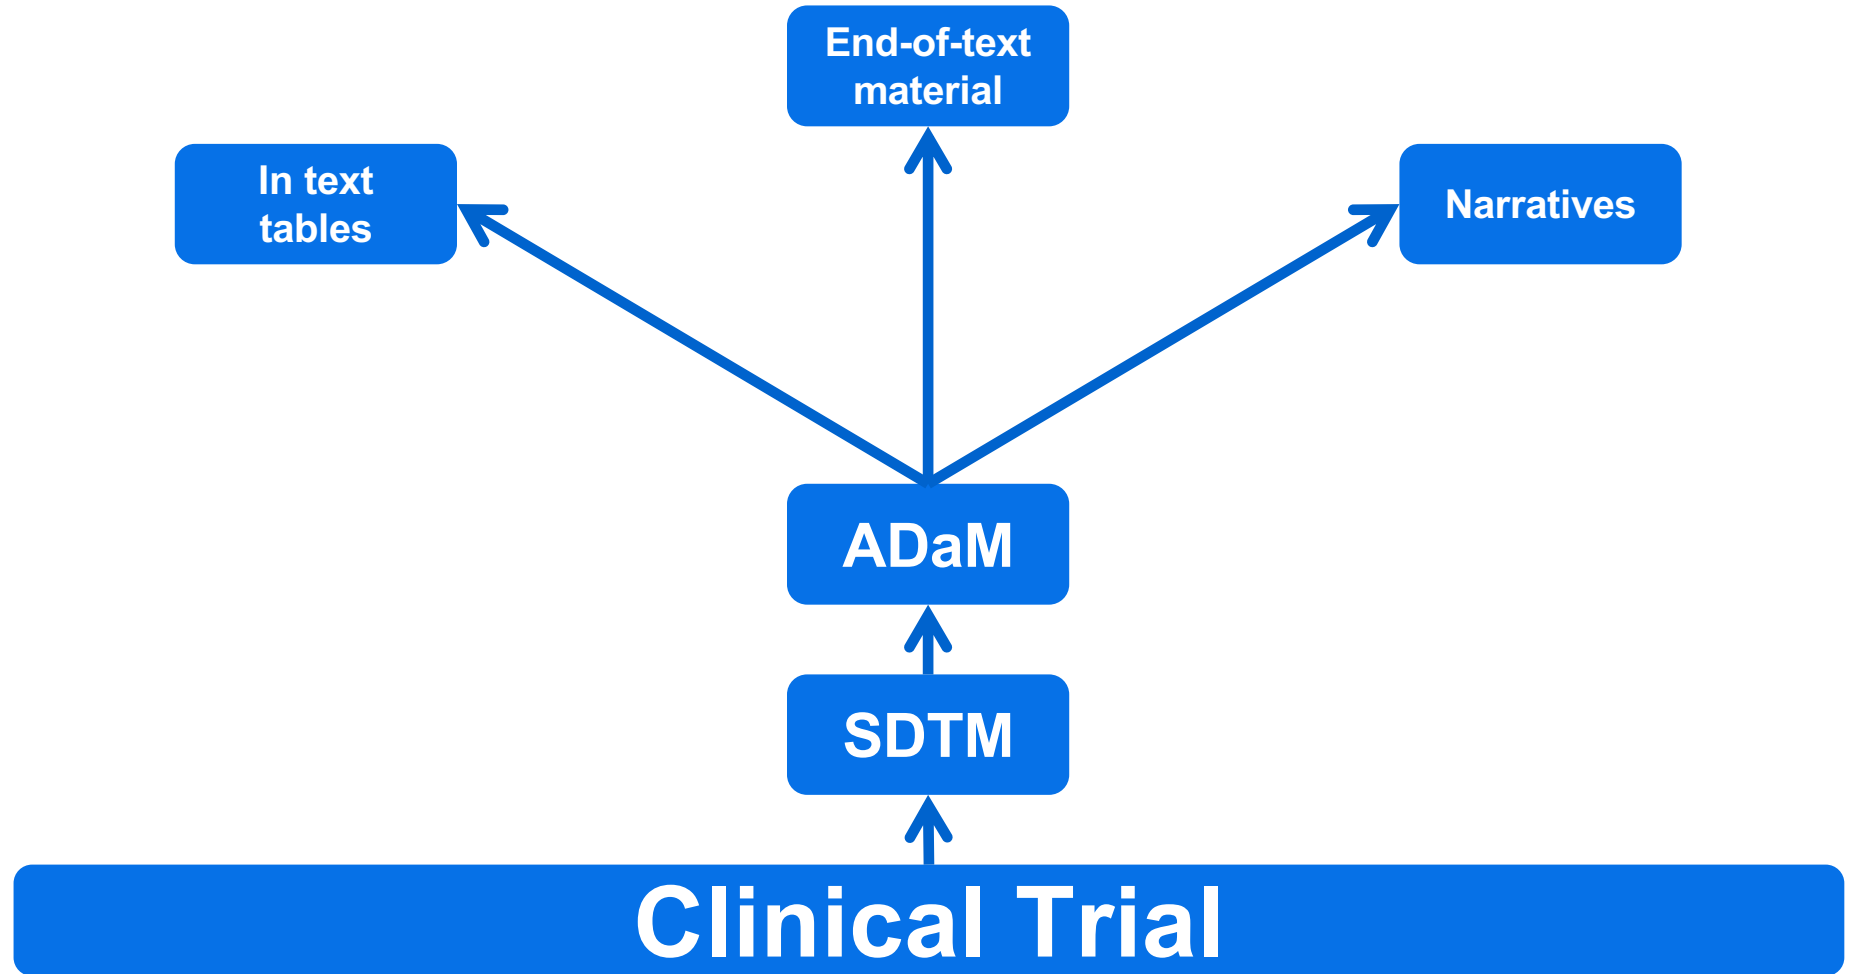 End-of-text
material
In text
tables
Narratives
ADaM
SDTM
Clinical Trial